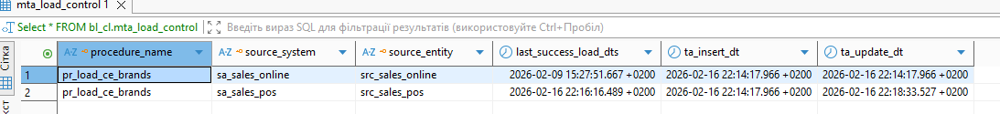 mta_load_control 1
Select * FROM bl_cl.mta_load_control Введіть вираз SQL для фільтрації результатів (використовуйте Ctrl+Пробіл)
Сітка
A-Z procedure_name A-Z source_system A-Z source_entity last_success_load_dts ta_insert_dt ta_update_dt
1 pr_load_ce_brands sa_sales_online src_sales_online 2026-02-09 15:27:51.667 +0200 2026-02-16 22:14:17.966 +0200 2026-02-16 22:14:17.966 +0200
2 pr_load_ce_brands sa_sales_pos src_sales_pos 2026-02-16 22:16:16.489 +0200 2026-02-16 22:14:17.966 +0200 2026-02-16 22:18:33.527 +0200